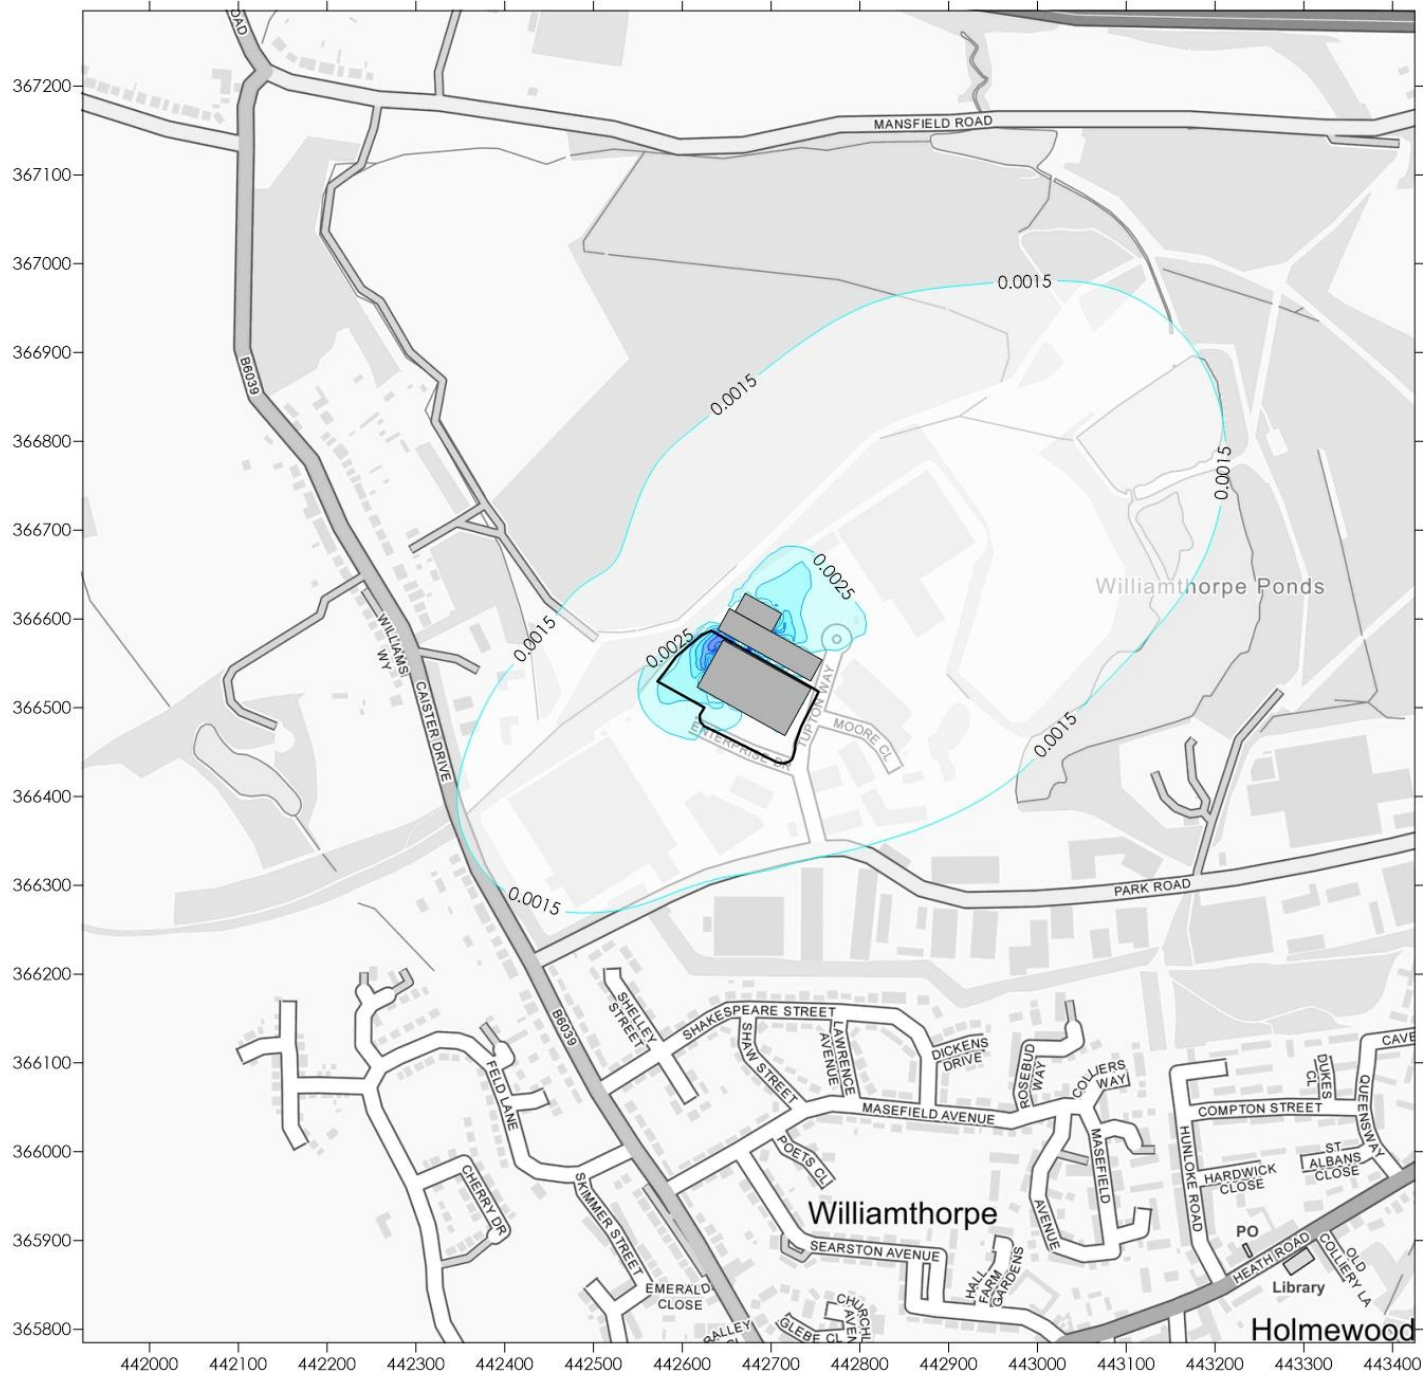 OAD
367200
MANSFIELD ROAD
367100
367000
0.0015
366900
B6039
0.0015
366800
0.0015
366700
0.0025
Williamthorpe Ponds
366600
WILLIAMS
WY
0.0015
0.0025
CAISTER DRIVE
366500
TUPTON WAY
MOORE CL
ENTERPRISE DR
0.0015
366400
366300
0.0015
PARK ROAD
366200
B6039
SHELLEY
STREET
SHAKESPEARE STREET
SHAW STREET
LAWRENCE
AVENUE
DICKENS
DRIVE
ROSEBUD
WAY
COLLIERS
WAY
DUKES
CL
CAVE
366100
FELD LANE
MASEFIELD AVENUE
COMPTON STREET
QUEENSWAY
366000
POETS CL
MASEFIELD
AVENUE
HUNLOKE ROAD
HARDWICK
CLOSE
ST
ALBANS
CLOSE
CHERRY DR
SKIMMER STREET
Williamthorpe
365900
SEARSTON AVENUE
HALL
FARM
GARDENS
PO
HEATH ROAD
Library
OLD
COLLIERY LA
EMERALD
CLOSE
365800
RALLEY
GLEBE CL
CHURCH
AVEN
Holmewood
442000 442100 442200 442300 442400 442500 442600 442700 442800 442900 443000 443100 443200 443300 443400